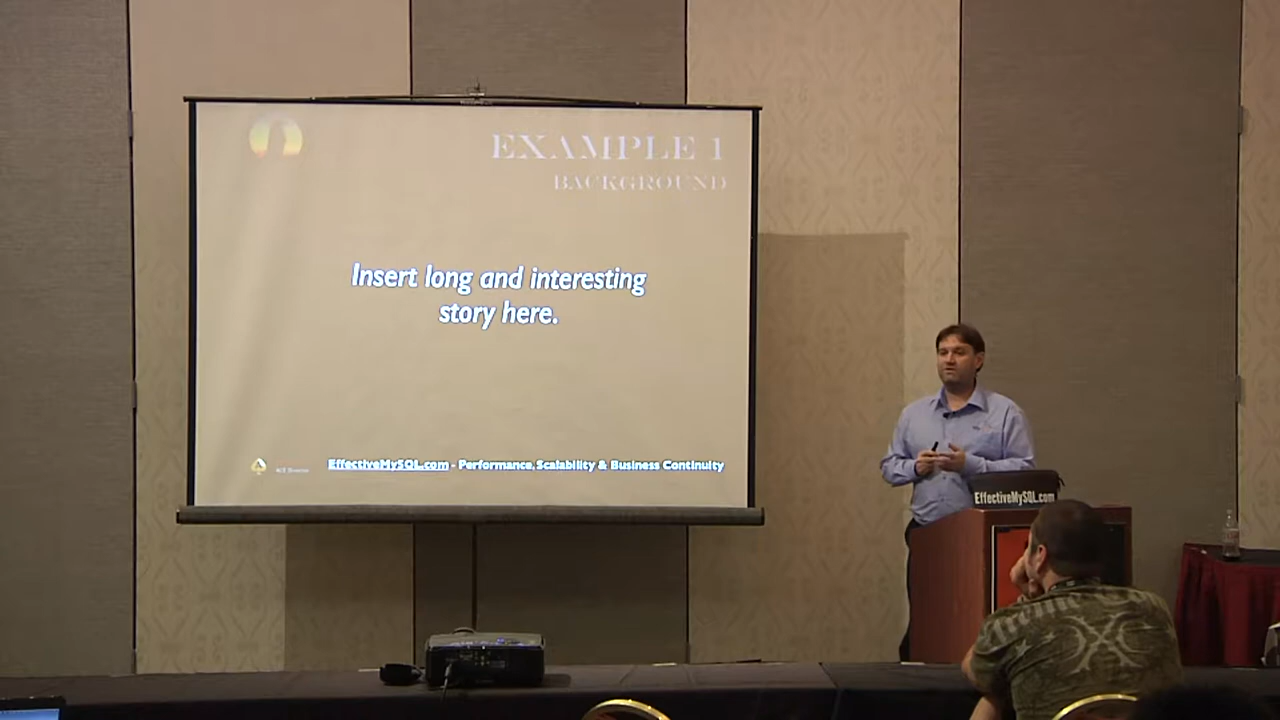 EXAMPLE 1
BACKGROUND
Insert long and interesting
story here.
EffectiveMySQL.com - Performance, Scalability & Business Continuity
EffectiveMySQL.com